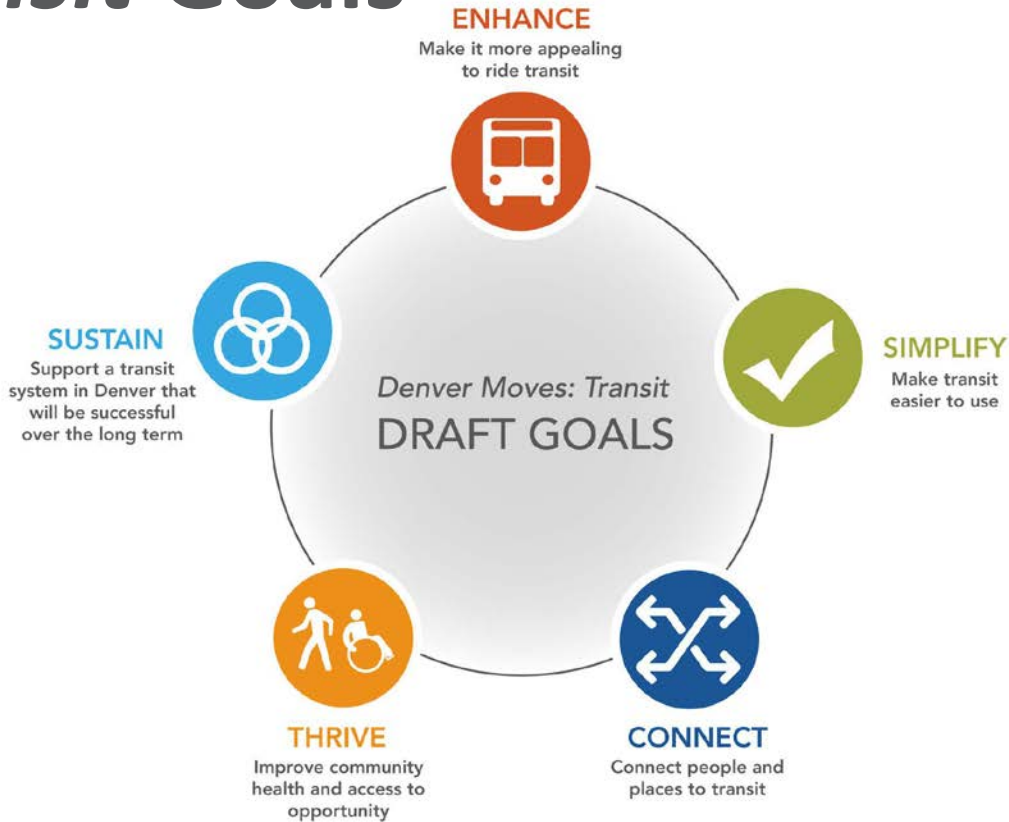 Goals
ENHANCE
Make it more appealing
to ride transit
SIMPLIFY
Make transit
easier to use
SUSTAIN
Support a transit
system in Denver that
will be successful
over the long term
Denver Moves: Transit
DRAFT GOALS
THRIVE
Improve community
health and access to
opportunity
CONNECT
Connect people and
places to transit